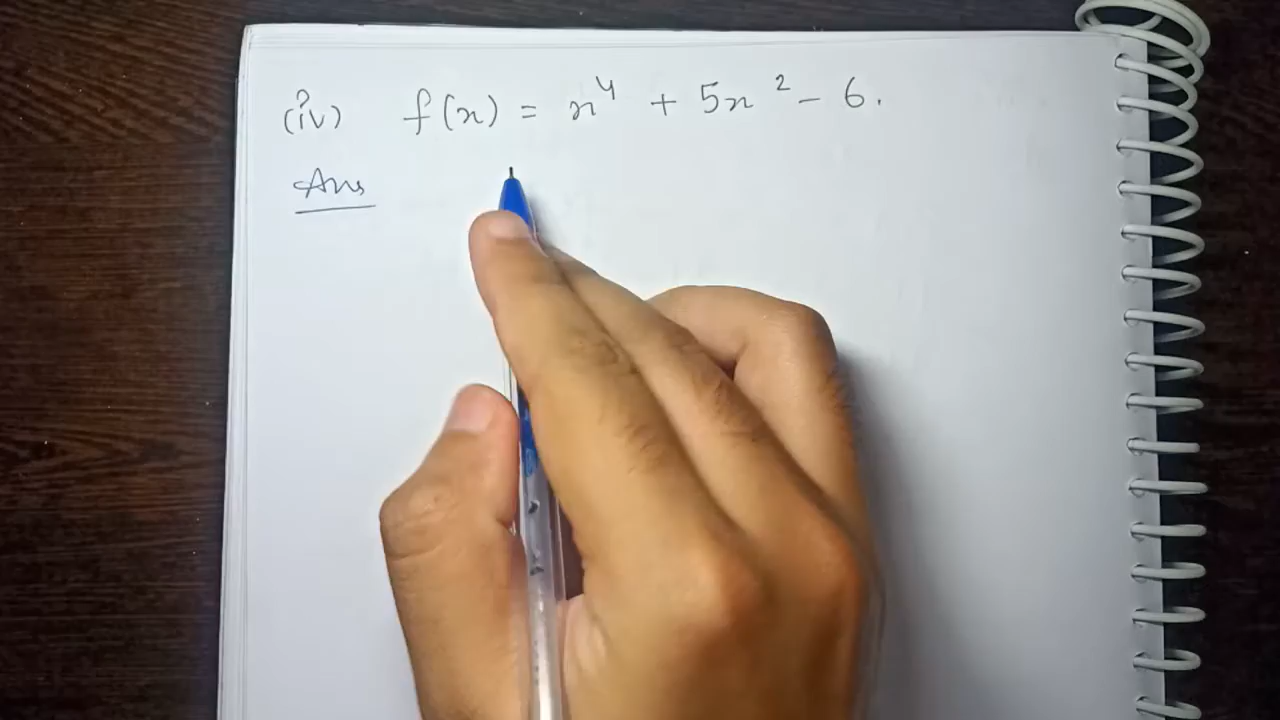 (iv) f(x) = x⁴ + 5x² - 6.
Ans